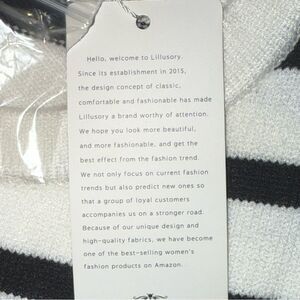 Hello, welcome to Lillusory.
Since its establishment in 2015,
the design concept of classic,
comfortable and fashionable has made
Lillusory a brand worthy of attention.
We hope you look more beautiful,
and more fashionable, and get the
best effect from the fashion trend.
We not only focus on current fashion
trends but also predict new ones so
that a group of loyal customers
accompanies us on a stronger road.
Because of our unique design and
high-quality fabrics, we have become
one of the best-selling women's
fashion products on Amazon.